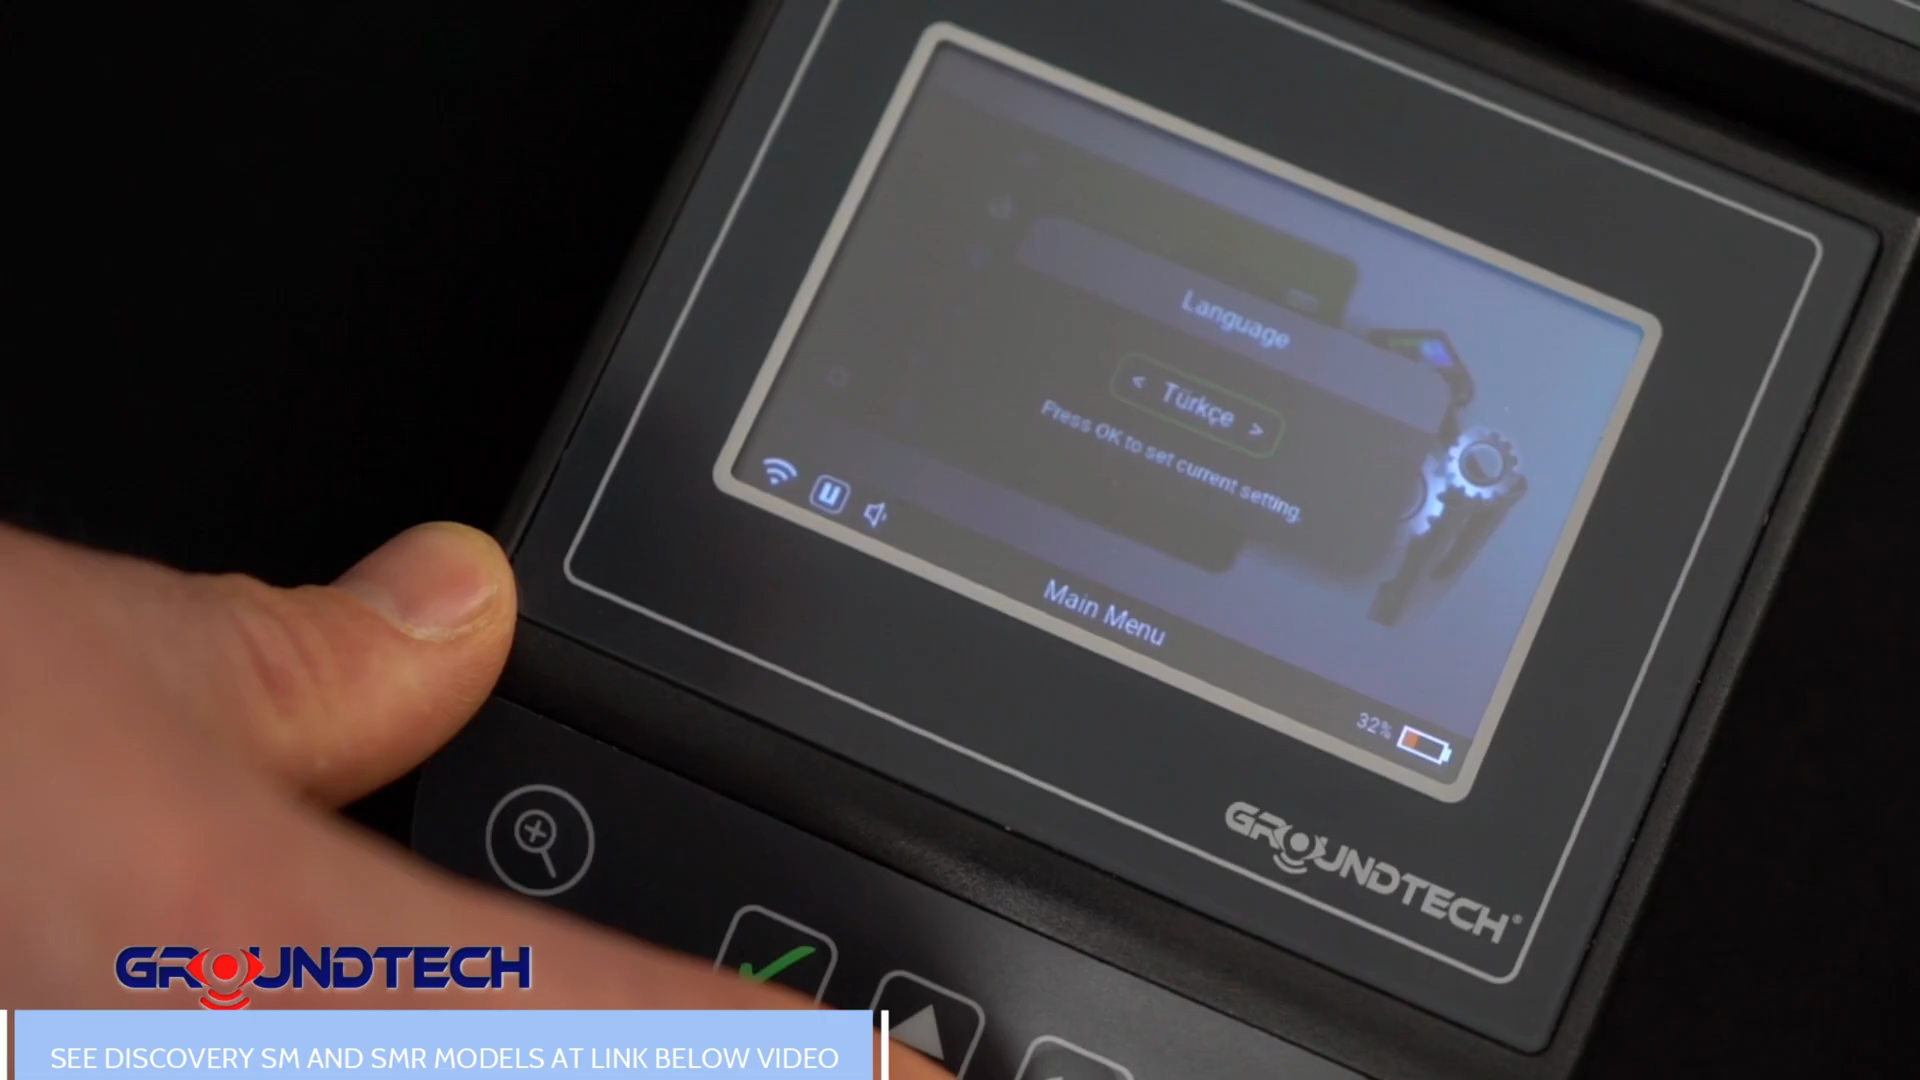 Language
< Türkçe >
Press OK to set current setting.
Main Menu
32%
GROUNDTECH®
GROUNDTECH
SEE DISCOVERY SM AND SMR MODELS AT LINK BELOW VIDEO